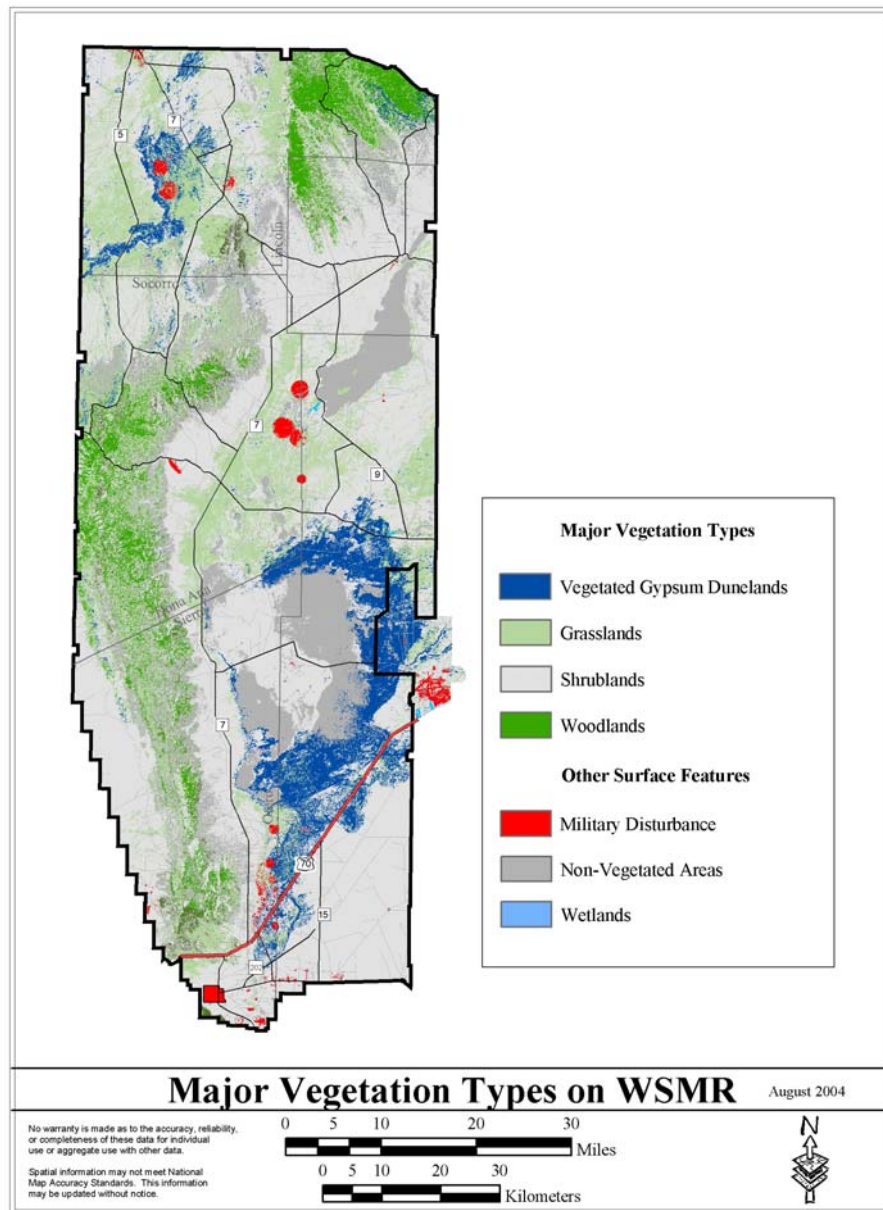 5
7
Lincoln
Socorro
7
9
Dona Ana
Sierra
7
Otero
70
15
Major Vegetation Types
Vegetated Gypsum Dunelands
Grasslands
Shrublands
Woodlands
Other Surface Features
Military Disturbance
Non-Vegetated Areas
Wetlands
Major Vegetation Types on WSMR
August 2004
No warranty is made as to the accuracy, reliability,
or completeness of these data for individual
use or aggregate use with other data.
Spatial information may not meet National
Map Accuracy Standards. This information
may be updated without notice.
0 5 10 20 30
Miles
0 5 10 20 30
Kilometers
N